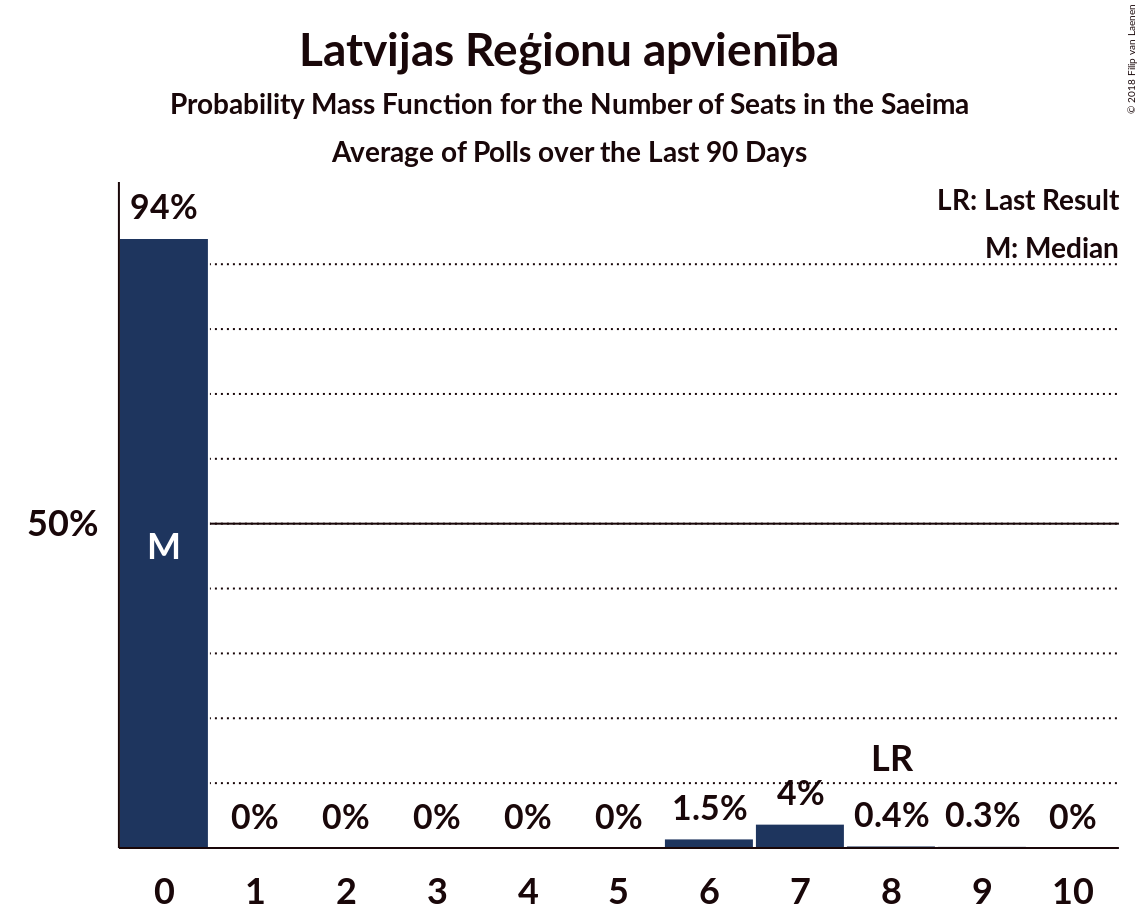 Latvijas Reģionu apvienība
Probability Mass Function for the Number of Seats in the Saeima
Average of Polls over the Last 90 Days
© 2018 Filip van Laenen
LR: Last Result
M: Median
94%
50%
M
LR
0% 0% 0% 0% 0% 1.5% 4% 0.4% 0.3% 0%
0 1 2 3 4 5 6 7 8 9 10